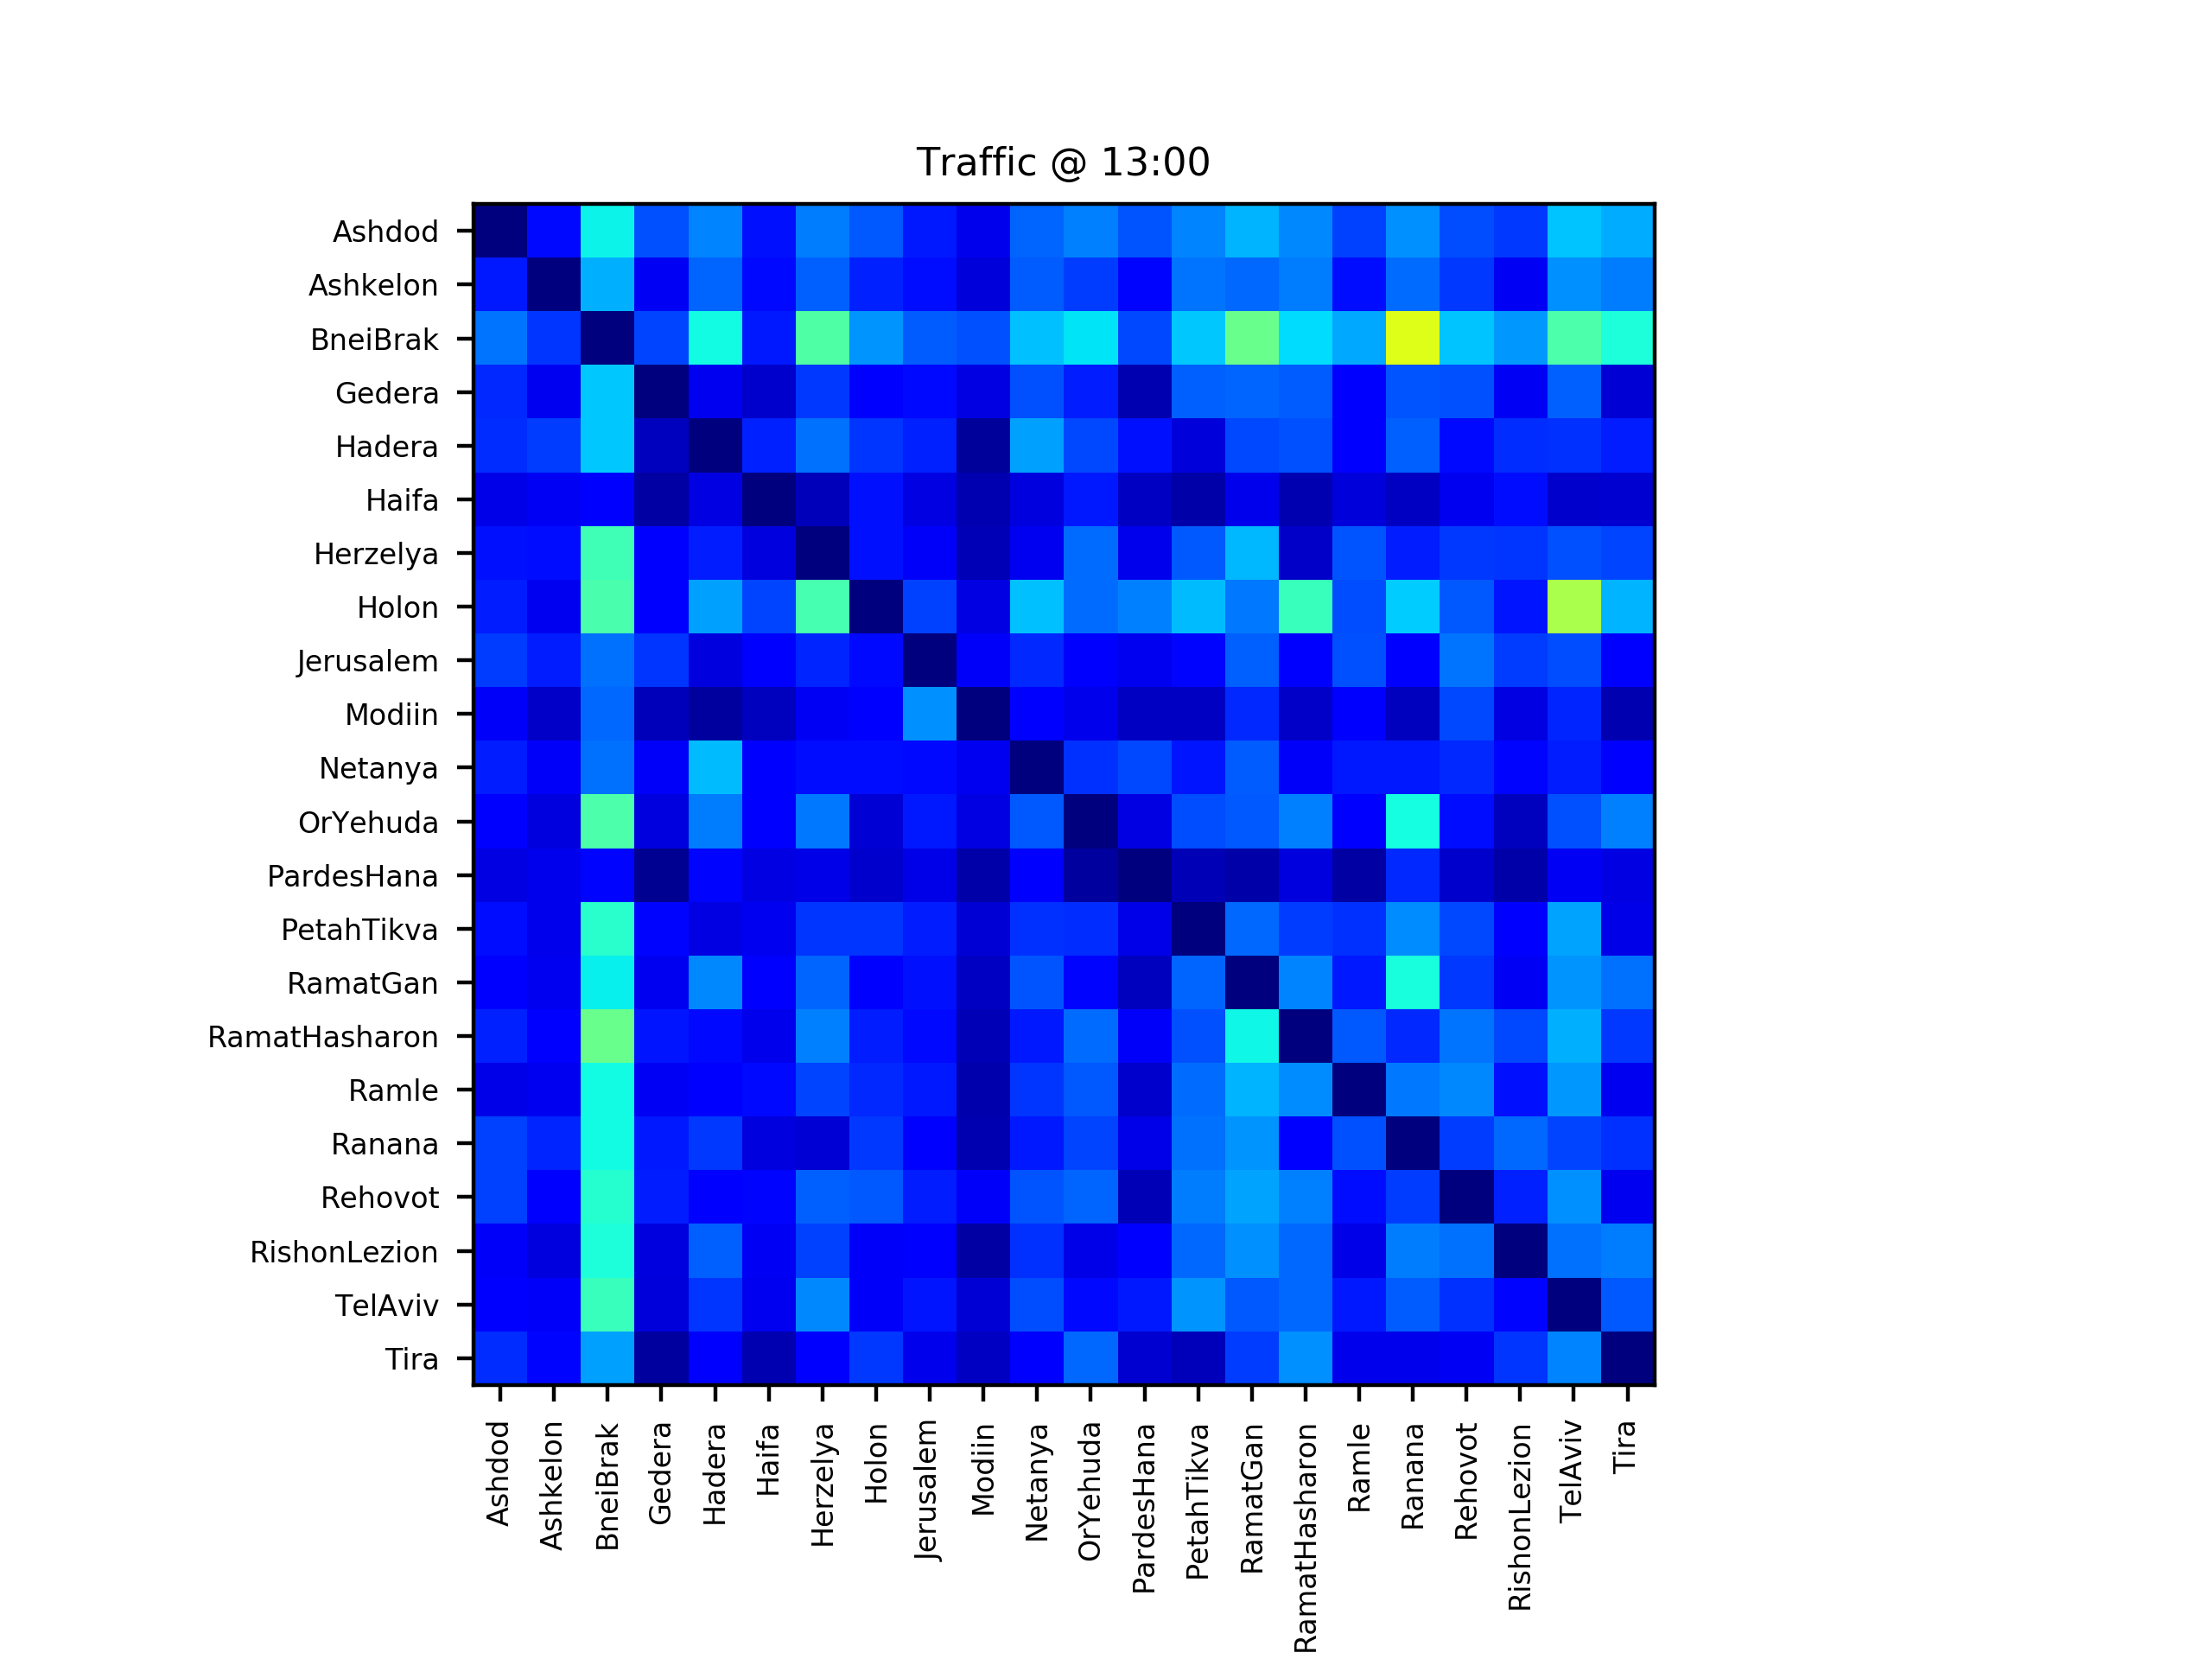 Traffic @ 13:00
Ashdod
Ashkelon
BneiBrak
Gedera
Hadera
Haifa
Herzelya
Holon
Jerusalem
Modiin
Netanya
OrYehuda
PardesHana
PetahTikva
RamatGan
RamatHasharon
Ramle
Ranana
Rehovot
RishonLezion
TelAviv
Tira
Ashdod
Ashkelon
BneiBrak
Gedera
Hadera
Haifa
Herzelya
Holon
Jerusalem
Modiin
Netanya
OrYehuda
PardesHana
PetahTikva
RamatGan
RamatHasharon
Ramle
Ranana
Rehovot
RishonLezion
TelAviv
Tira